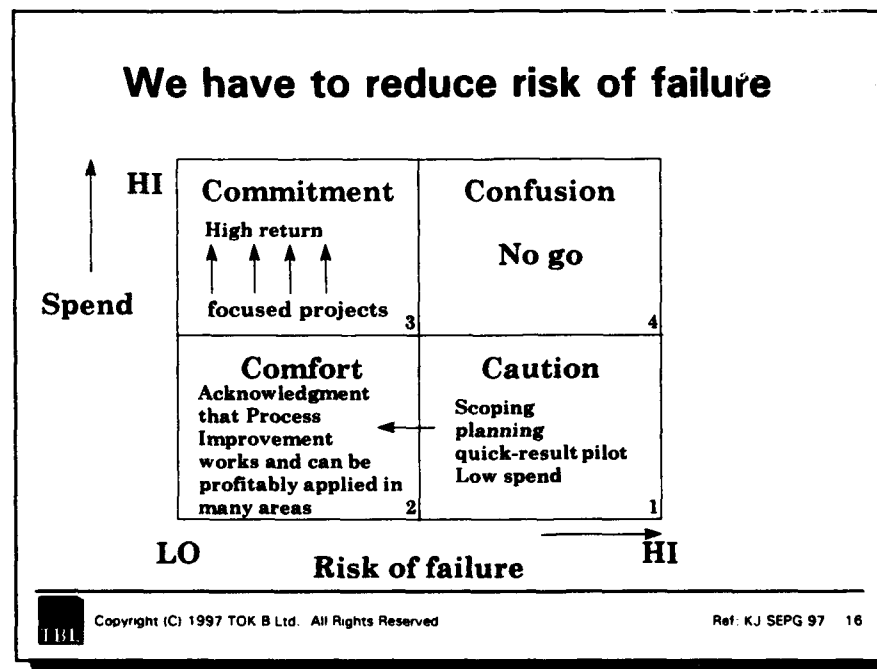 We have to reduce risk of failure
HI
Spend
Commitment
High return
focused projects
3
Confusion
No go
4
Comfort
Acknowledgment
that Process
Improvement
works and can be
profitably applied in
many areas
2
Caution
Scoping
planning
quick-result pilot
Low spend
1
LO
Risk of failure
HI
Copyright (C) 1997 TOK B Ltd. All Rights Reserved
Ref: KJ SEPG 97 16